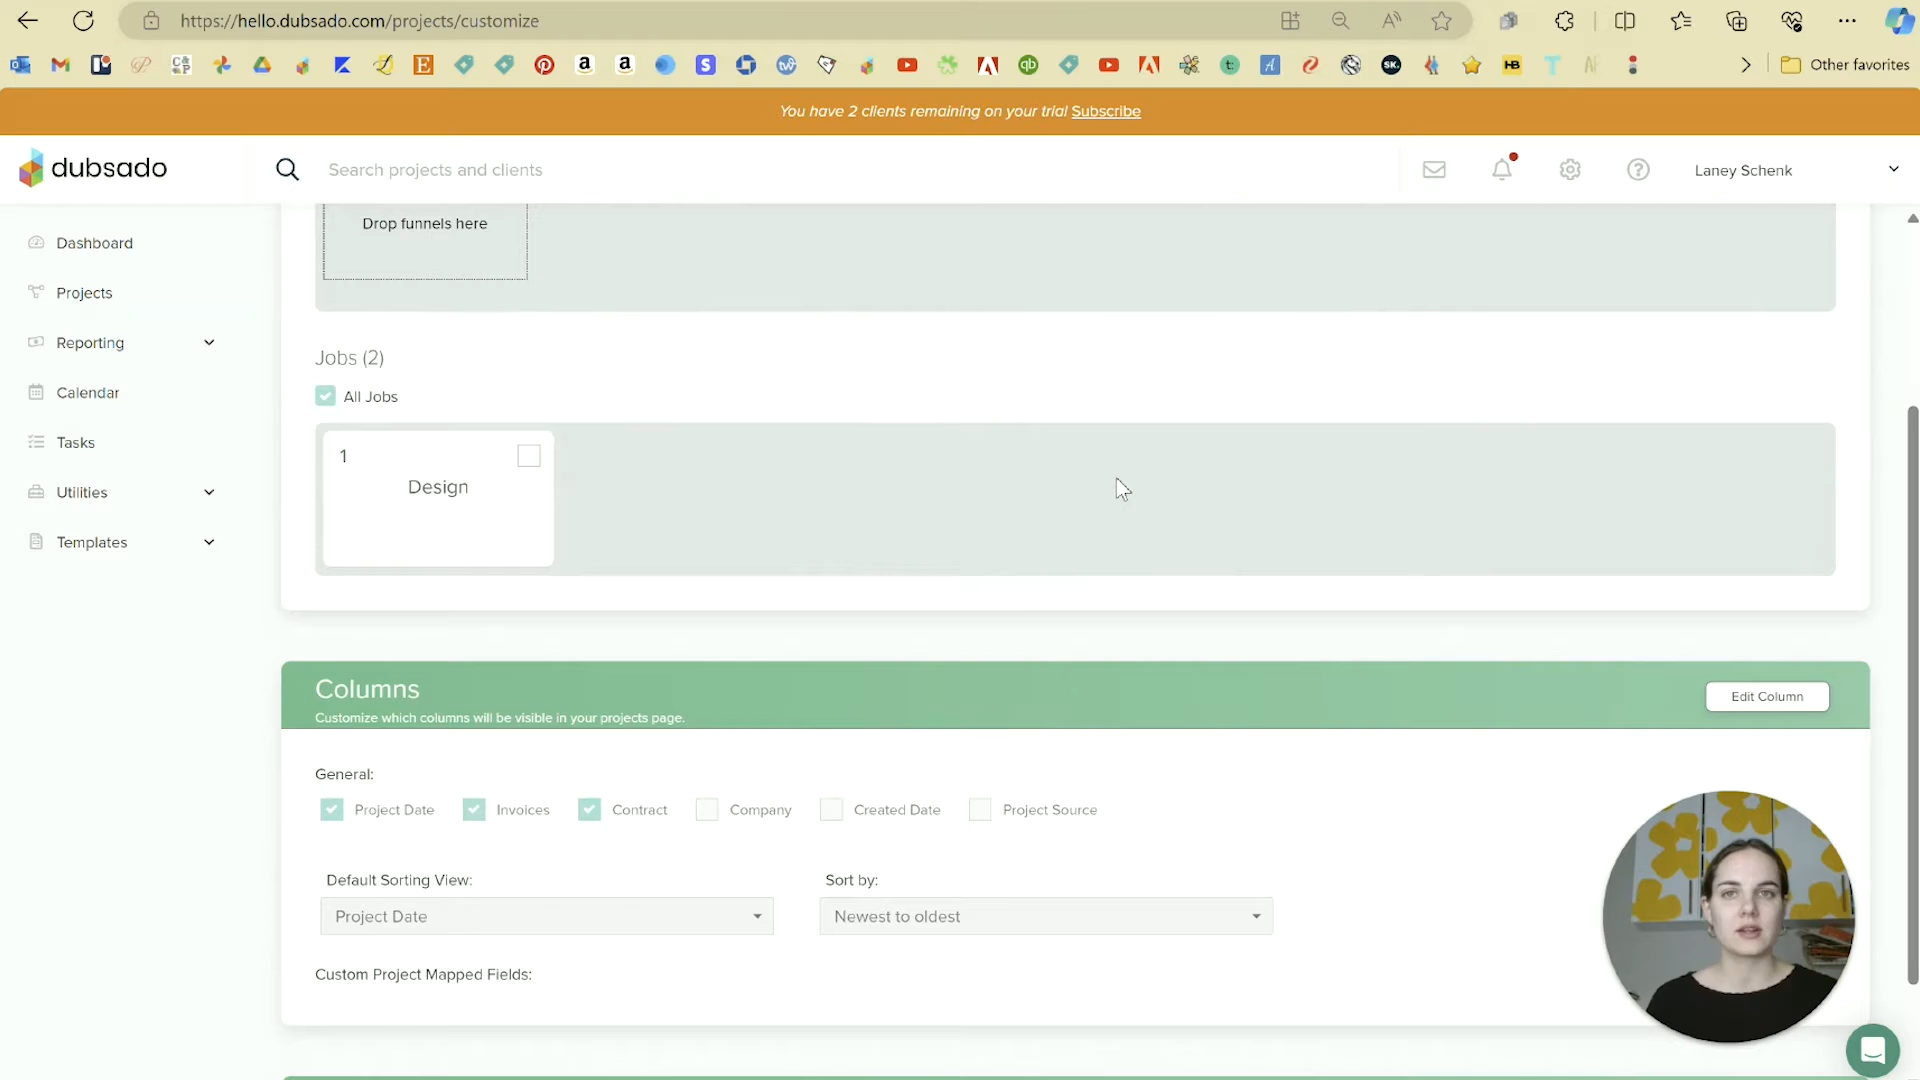 https://hello.dubsado.com/projects/customize
Other favorites
You have 2 clients remaining on your trial Subscribe
dubsado
Search projects and clients
Laney Schenk
Dashboard
Projects
Reporting
Calendar
Tasks
Utilities
Templates
Drop funnels here
Jobs (2)
All Jobs
1
Design
Columns
Customize which columns will be visible in your projects page.
Edit Column
General:
Project Date
Invoices
Contract
Company
Created Date
Project Source
Default Sorting View:
Sort by:
Project Date
Newest to oldest
Custom Project Mapped Fields: